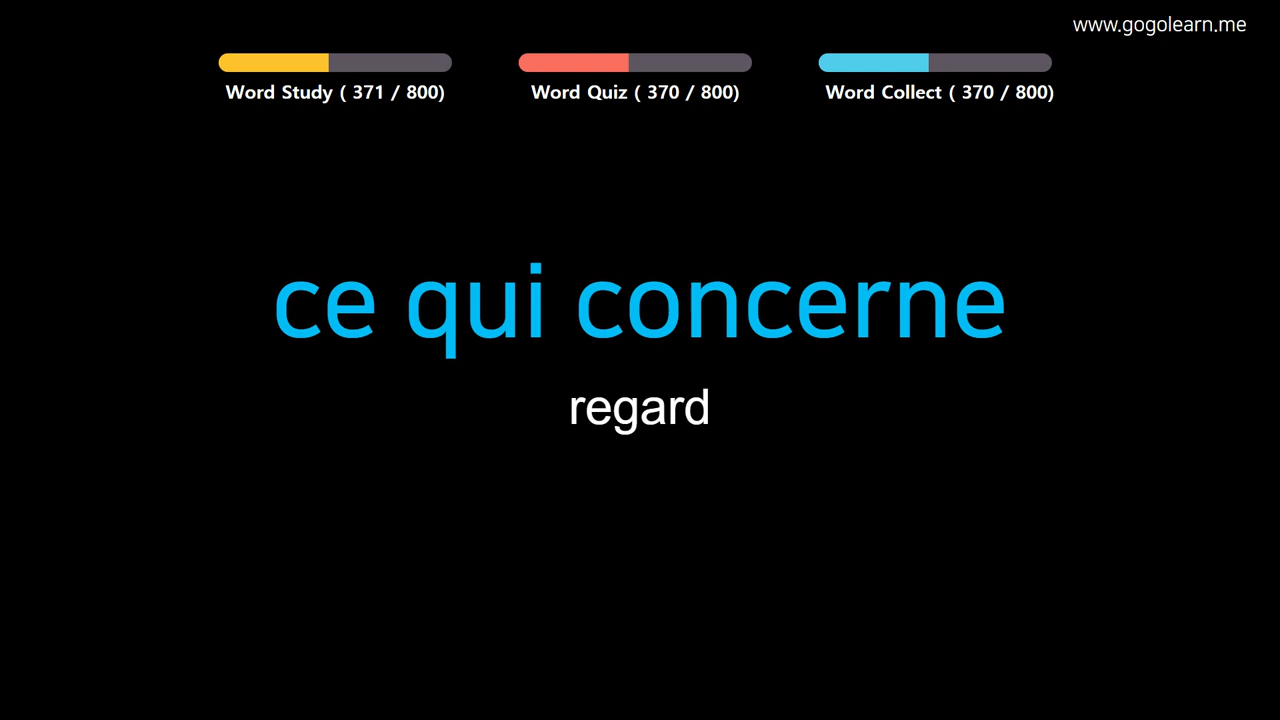 www.gogolearn.me
Word Study ( 371 / 800)
Word Quiz ( 370 / 800)
Word Collect ( 370 / 800)
ce qui concerne
regard